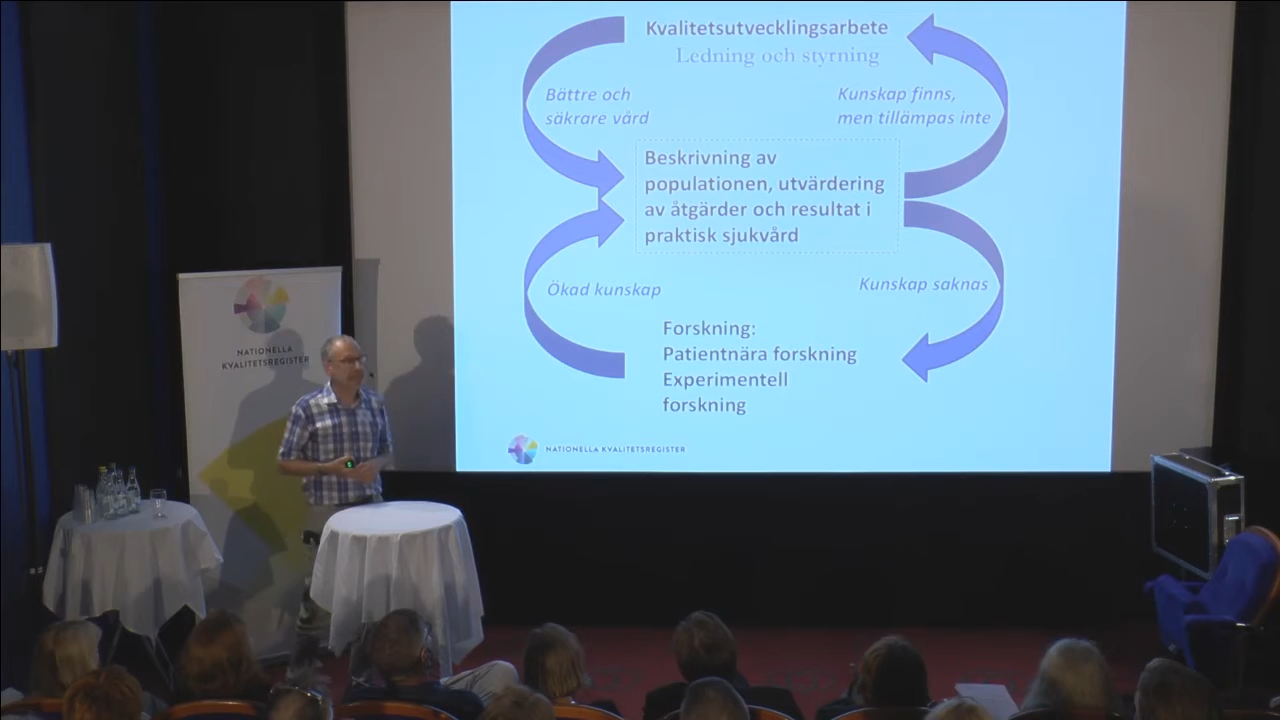 Kvalitetsutvecklingsarbete
Ledning och styrning
Bättre och
säkrare vård
Kunskap finns,
men tillämpas inte
Beskrivning av
populationen, utvärdering
av åtgärder och resultat i
praktisk sjukvård
Ökad kunskap
Kunskap saknas
Forskning:
Patientnära forskning
Experimentell
forskning
NATIONELLA KVALITETSREGISTER
NATIONELLA
KVALITETSREGISTER